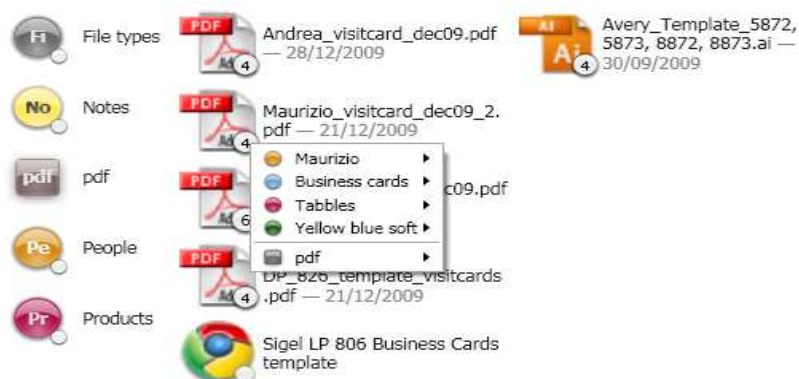 Fi
File types
No
Notes
pdf
pdf
Pe
People
Pr
Products
PDF
4
Andrea_visitcard_dec09.pdf
— 28/12/2009
PDF
4
Maurizio_visitcard_dec09_2.
pdf — 21/12/2009
Maurizio
Business cards
Tabbles
Yellow blue soft
pdf
PDF
6
c09.pdf
PDF
4
DP_826_template_visitcards
.pdf — 21/12/2009
Sigel LP 806 Business Cards
template
AI
Ai
4
Avery_Template_5872,
5873, 8872, 8873.ai —
30/09/2009